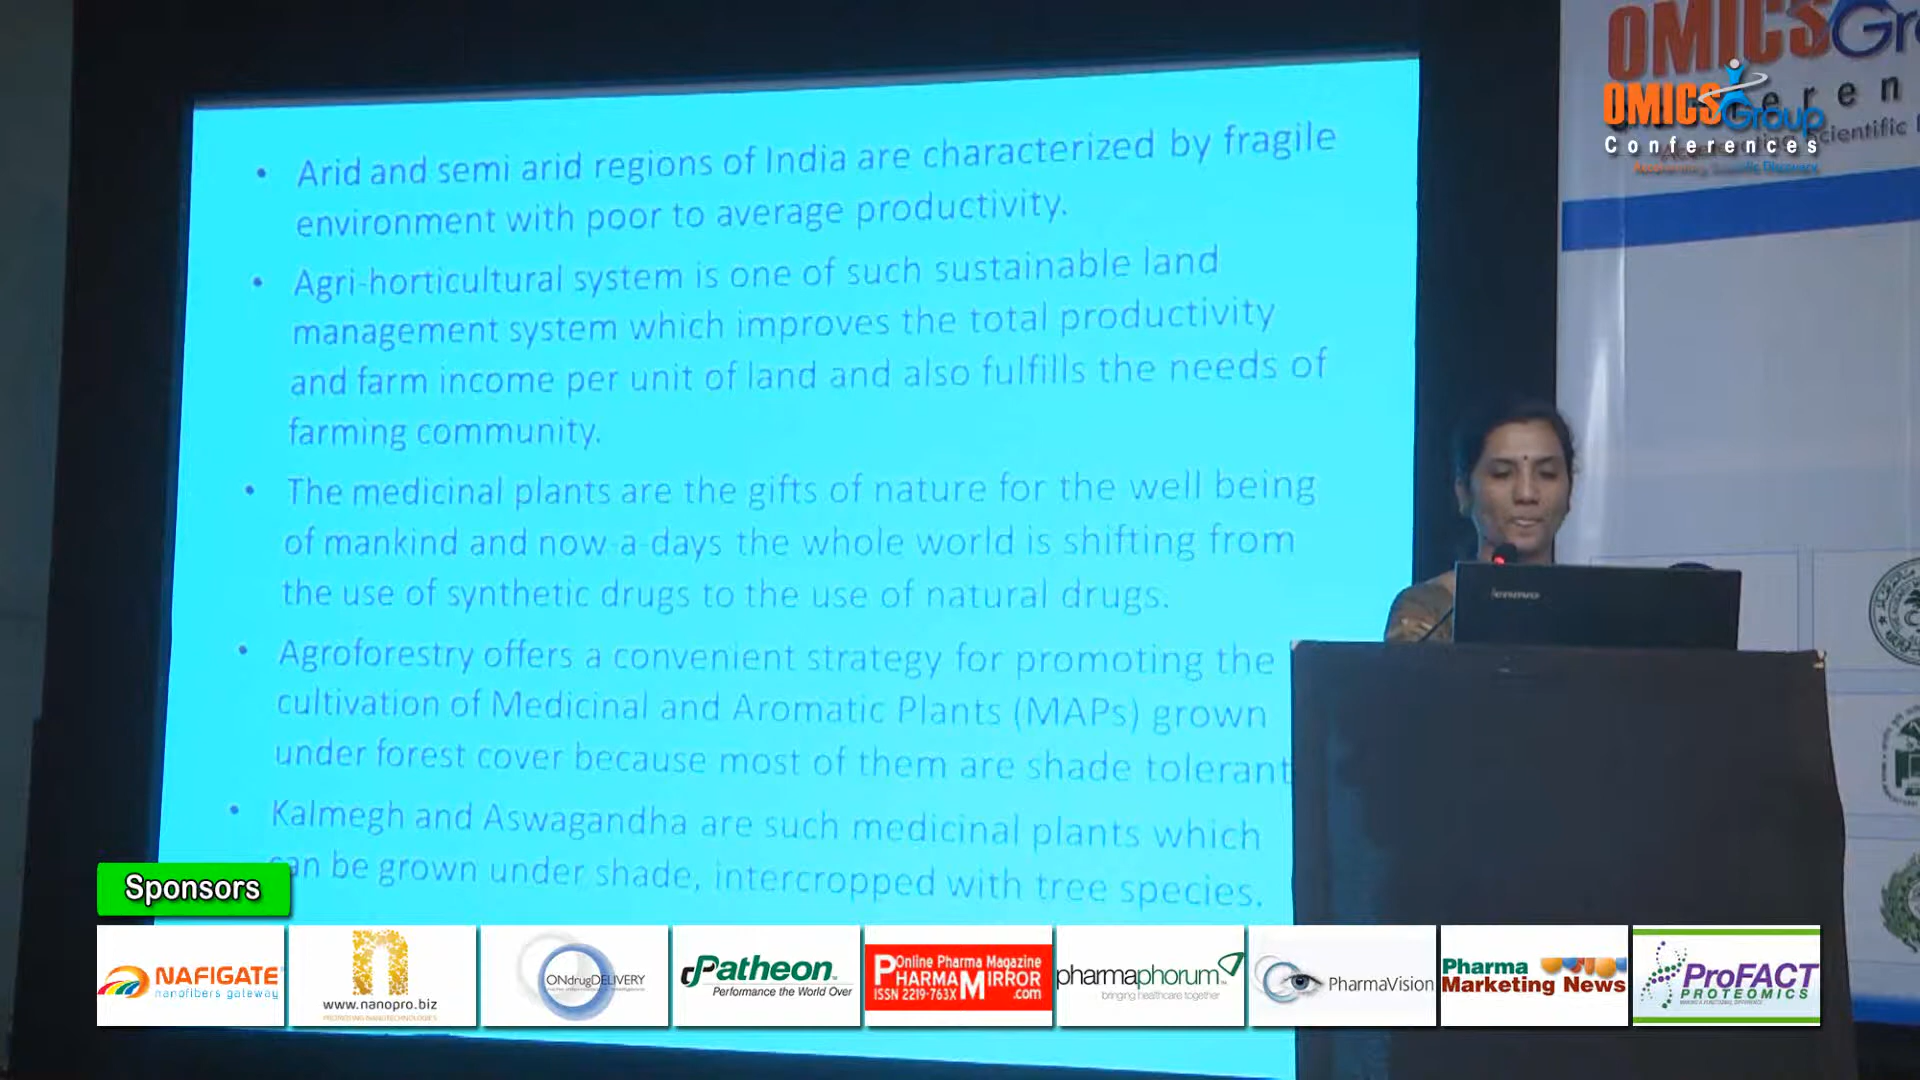 • Arid and semi arid regions of India are characterized by fragile
environment with poor to average productivity.
• Agri-horticultural system is one of such sustainable land
management system which improves the total productivity
and farm income per unit of land and also fulfills the needs of
farming community.
• The medicinal plants are the gifts of nature for the well being
of mankind and now-a-days the whole world is shifting from
the use of synthetic drugs to the use of natural drugs.
• Agroforestry offers a convenient strategy for promoting the
cultivation of Medicinal and Aromatic Plants (MAPs) grown
under forest cover because most of them are shade tolerant
• Kalmegh and Aswagandha are such medicinal plants which
can be grown under shade, intercropped with tree species.
OMICS Gr
eren
Scientific
OMICS Group
Conferences
lenovo
Sponsors
NAFIGATE
nanofibers gateway
n
www.nanopro.biz
ONdrugDELIVERY
Patheon
Performance the World Over
Online Pharma Magazine
PHARMA MIRROR
ISSN 2219-763X .com
pharmaphorum
bringing healthcare together
PharmaVision
Pharma
Marketing News
ProFACT
PROTEOMICS